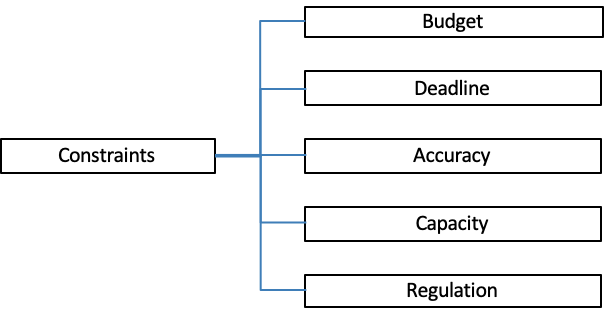 Constraints
Budget
Deadline
Accuracy
Capacity
Regulation